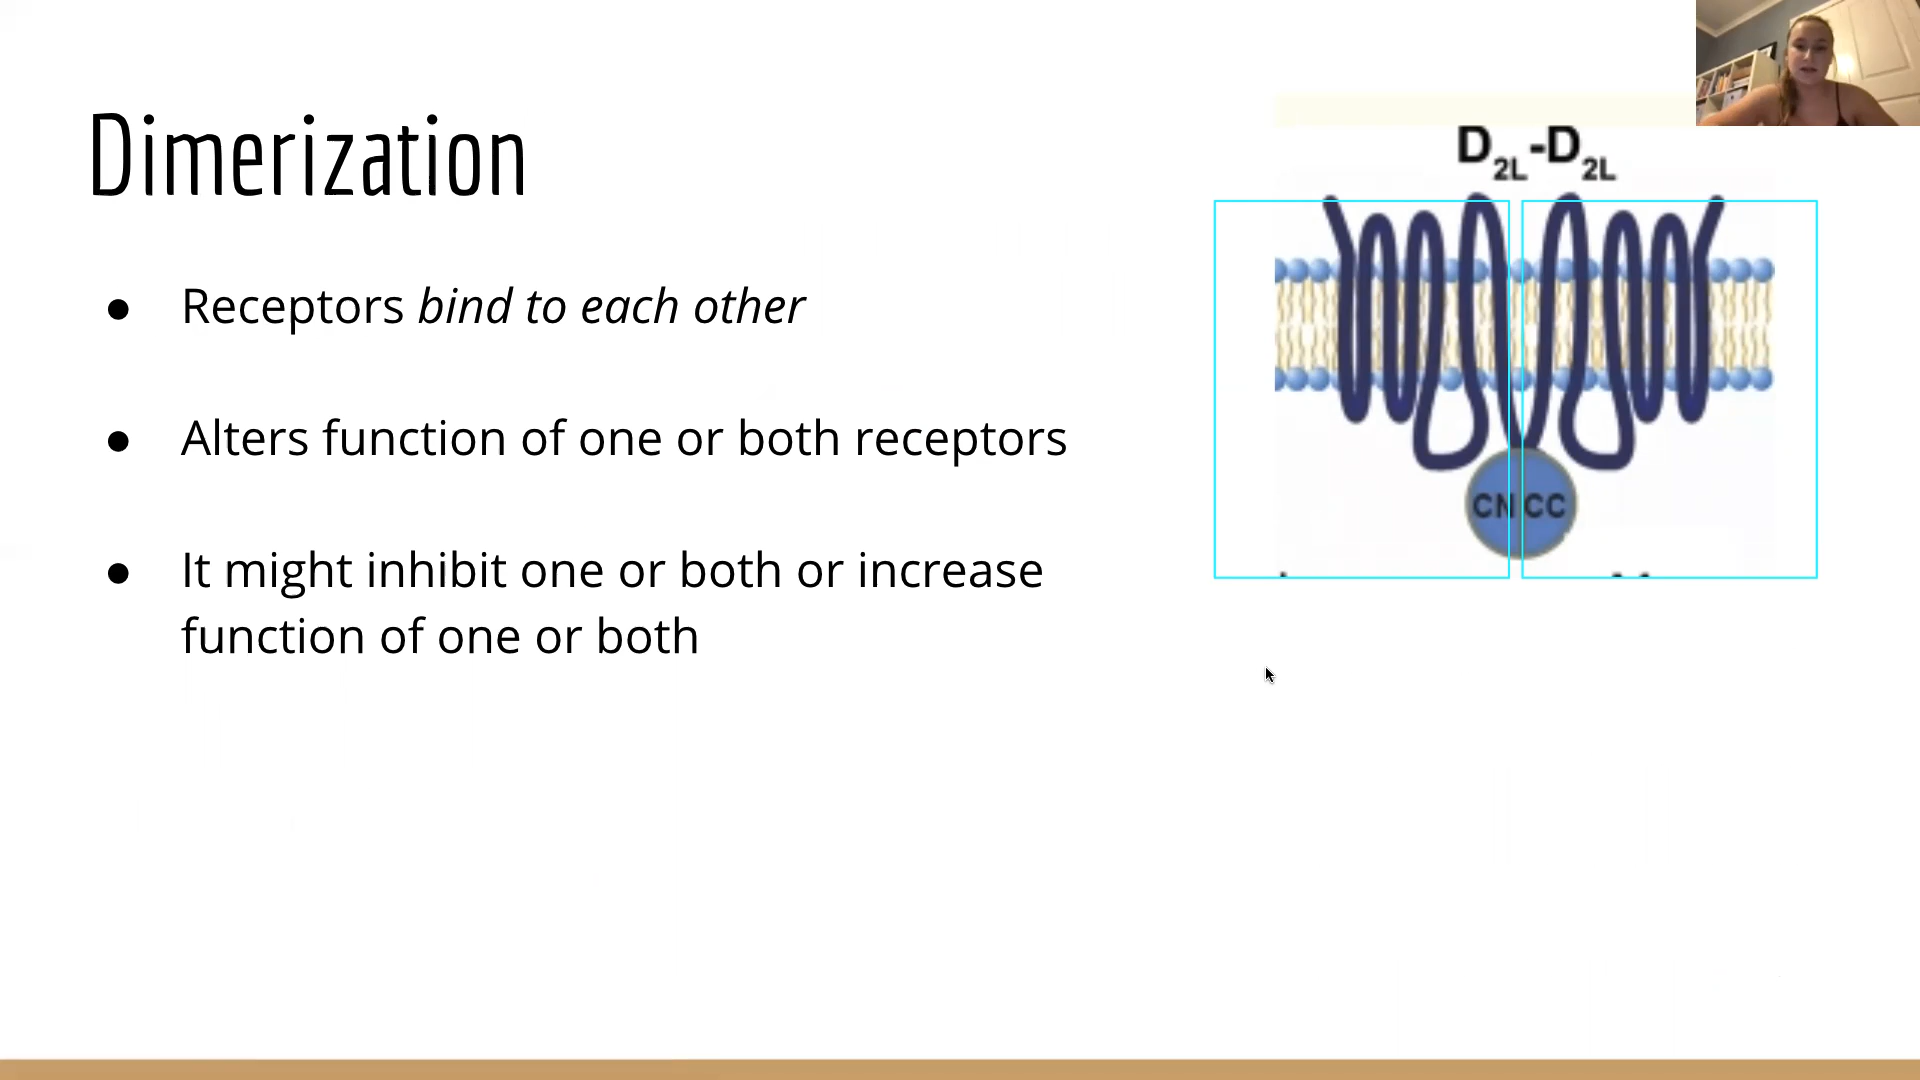 Dimerization
● Receptors bind to each other
● Alters function of one or both receptors
● It might inhibit one or both or increase
function of one or both
D2L-D2L
CN CC